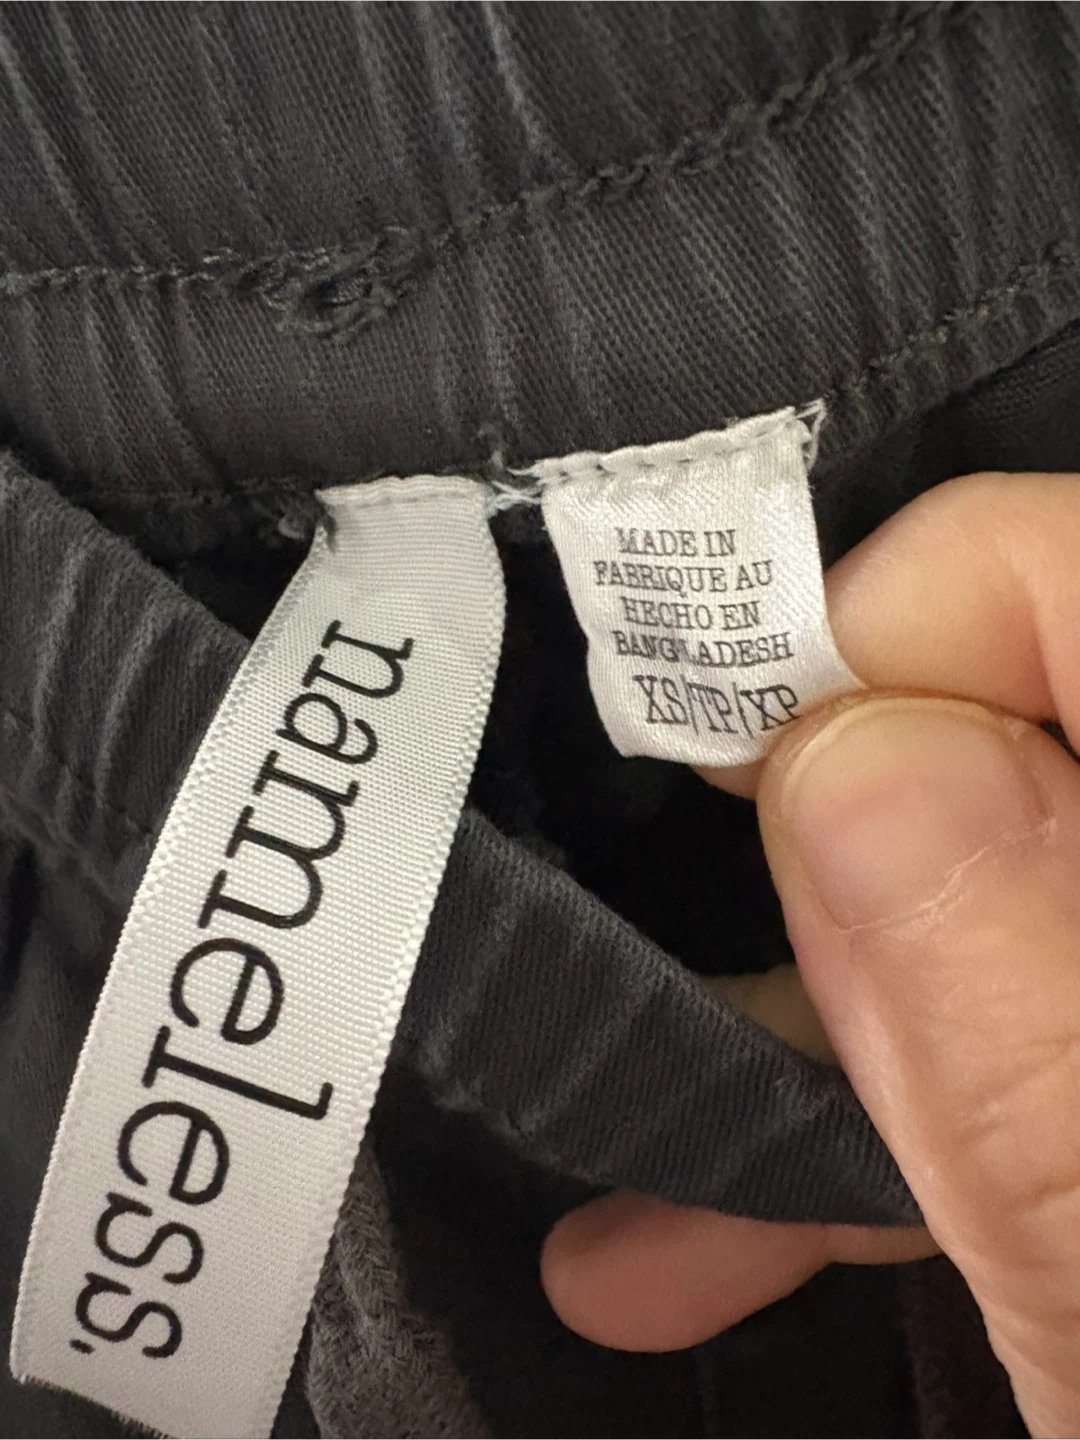 nameless.
MADE IN
FABRIQUE AU
HECHO EN
BANGLADESH
XS/TP/XP